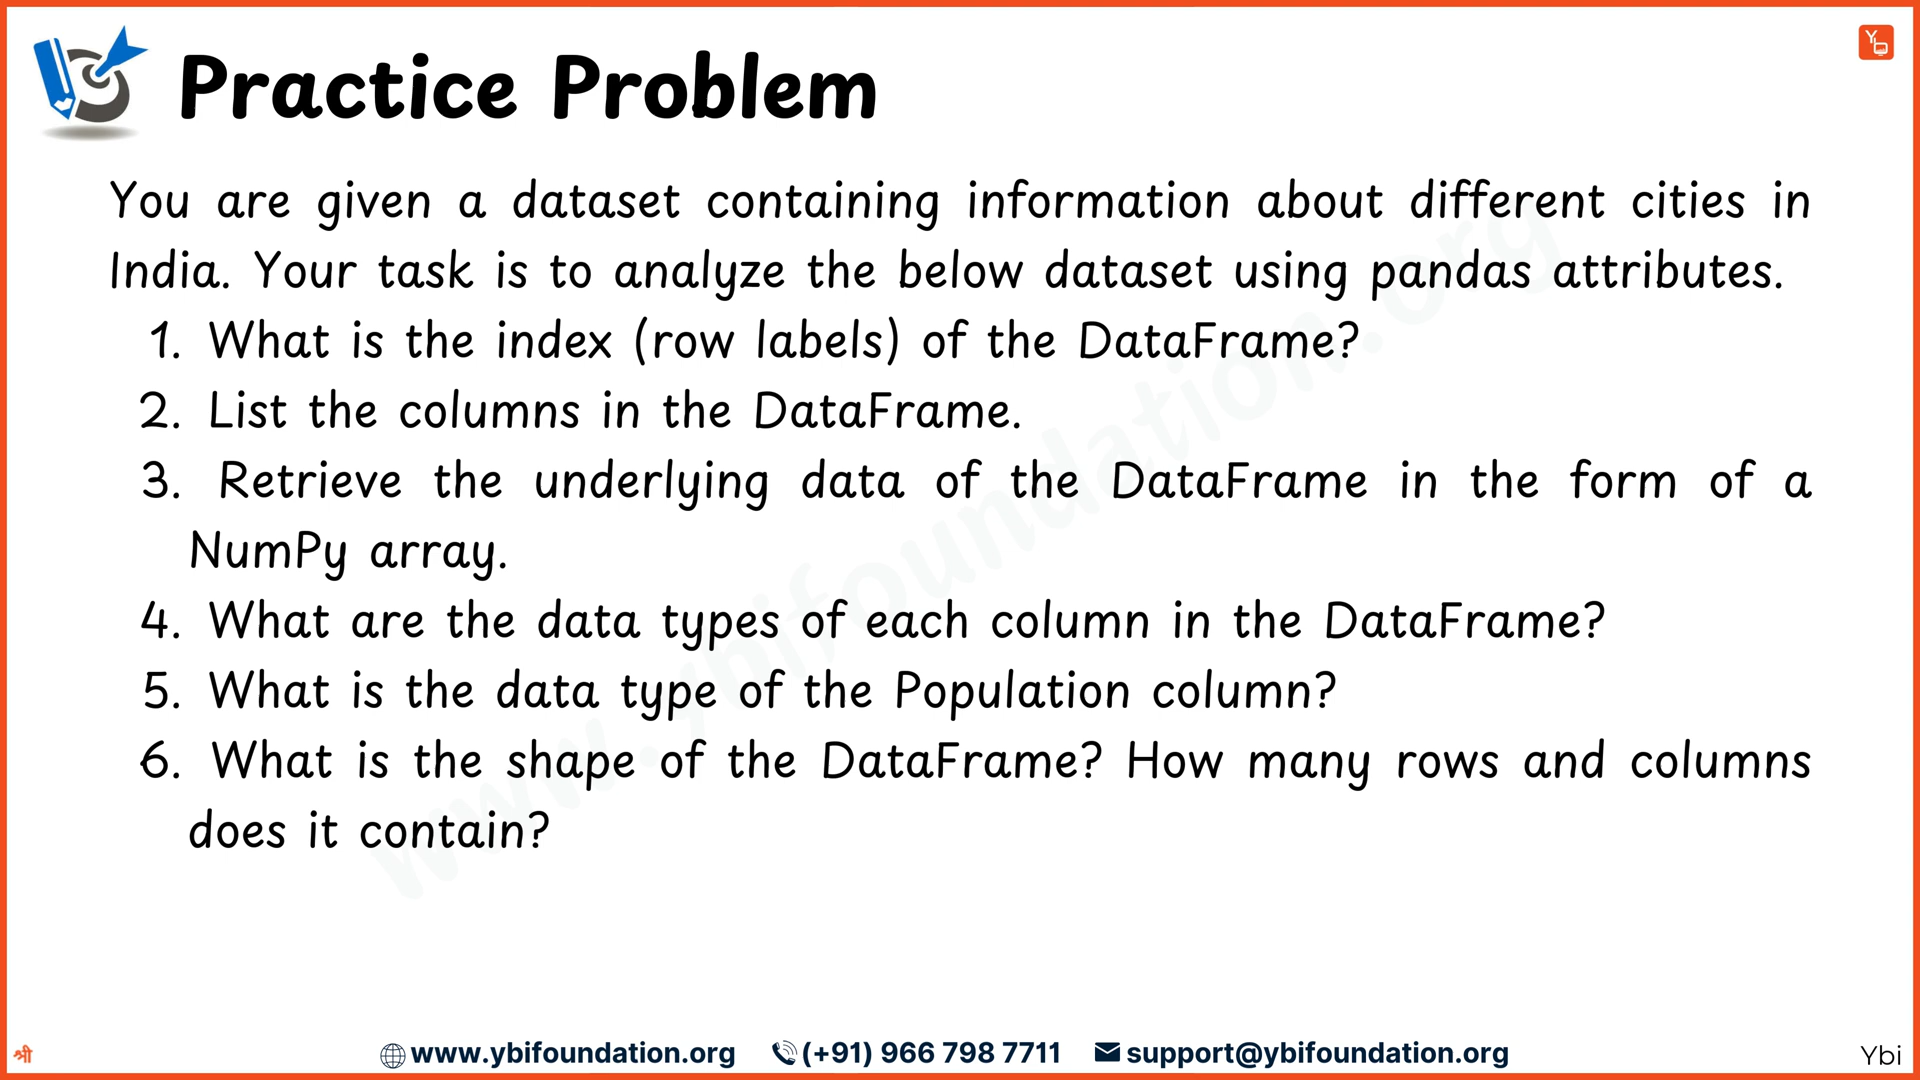 Practice Problem
You are given a dataset containing information about different cities in
India. Your task is to analyze the below dataset using pandas attributes.
1. What is the index (row labels) of the DataFrame?
2. List the columns in the DataFrame.
3. Retrieve the underlying data of the DataFrame in the form of a
NumPy array.
4. What are the data types of each column in the DataFrame?
5. What is the data type of the Population column?
6. What is the shape of the DataFrame? How many rows and columns
does it contain?
www.ybifoundation.org
श्री
www.ybifoundation.org (+91) 966 798 7711 support@ybifoundation.org
Ybi